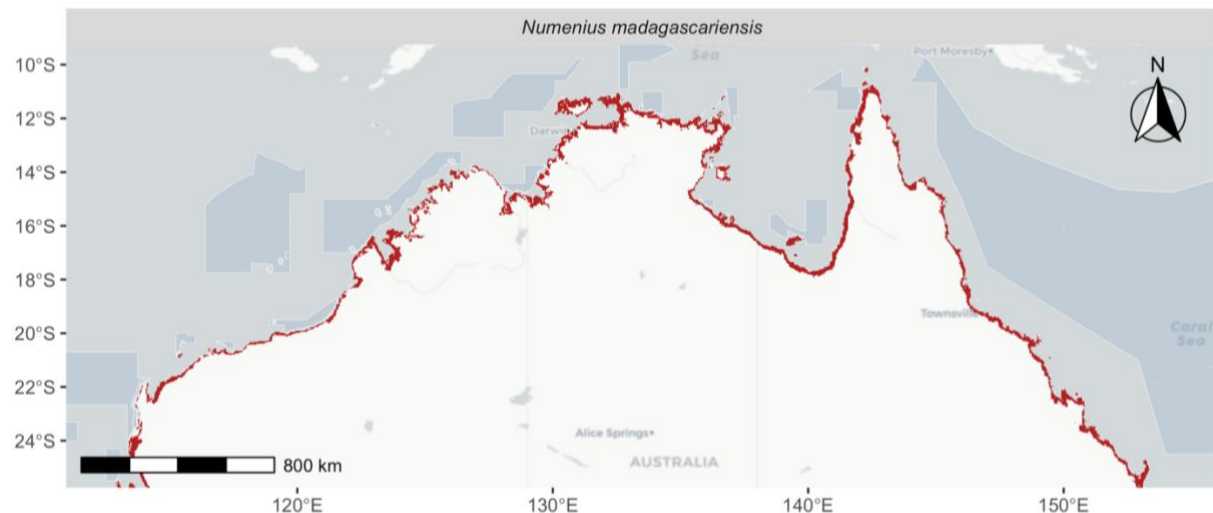 Numenius madagascariensis
Sea
Port Moresby
N
10°S
12°S
Darwi
14°S
16°S
18°S
20°S
Townsville
Coral
Sea
22°S
24°S
Alice Springs
AUSTRALIA
800 km
120°E
130°E
140°E
150°E